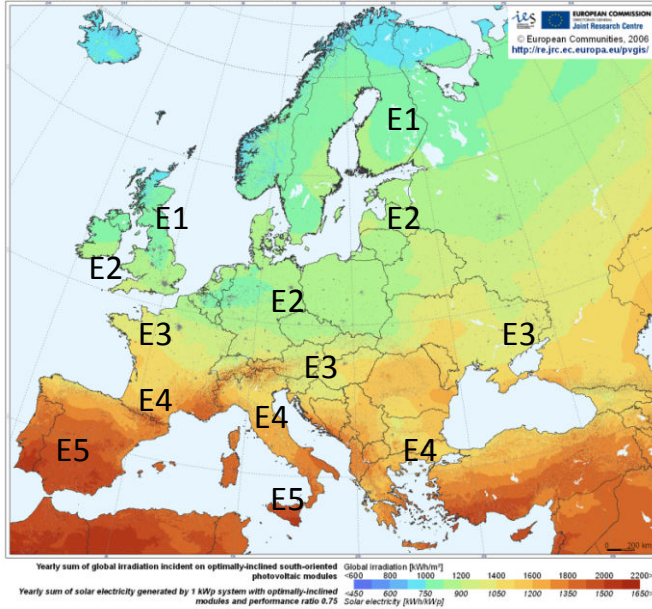 ies
EUROPEAN COMMISSION
DIRECTORATE-GENERAL
Joint Research Centre
© European Communities, 2006
http://re.jrc.ec.europa.eu/pvgis/
E1
E1
E2
E2
E2
E3
E3
E3
E4
E4
E4
E5
E5
0 200 km
Yearly sum of global irradiation incident on optimally-inclined south-oriented
photovoltaic modules
Yearly sum of solar electricity generated by 1 kWp system with optimally-inclined
modules and performance ratio 0.75
Global irradiation [kWh/m²]
<600 800 1000 1200 1400 1600 1800 2000 2200>
<450 600 750 900 1050 1200 1350 1500 1650>
Solar electricity [kWh/kWp]